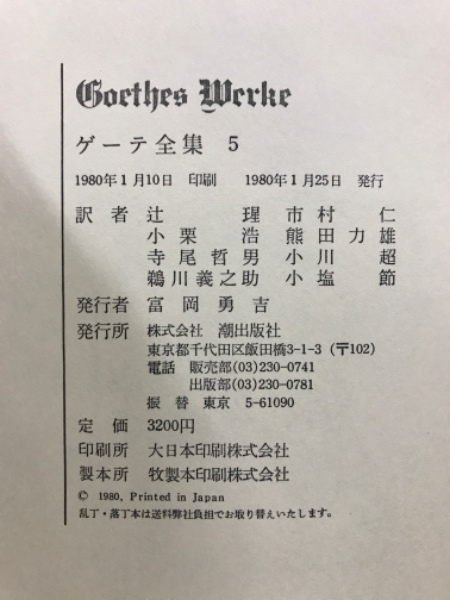 Goethes Werke
ゲーテ全集 5
1980年1月10日 印刷 1980年1月25日 発行
訳者 辻 瑆 市村 仁
小栗 浩 熊田力雄
寺尾哲男 小川 超
鵜川義之助 小塩 節
発行者 富岡勇吉
発行所 株式会社 潮出版社
東京都千代田区飯田橋3-1-3 (〒102)
電話 販売部(03)230-0741
出版部(03)230-0781
振替 東京 5-61090
定価 3200円
印刷所 大日本印刷株式会社
製本所 牧製本印刷株式会社
© 1980, Printed in Japan
乱丁・落丁本は送料弊社負担でお取り替えいたします。